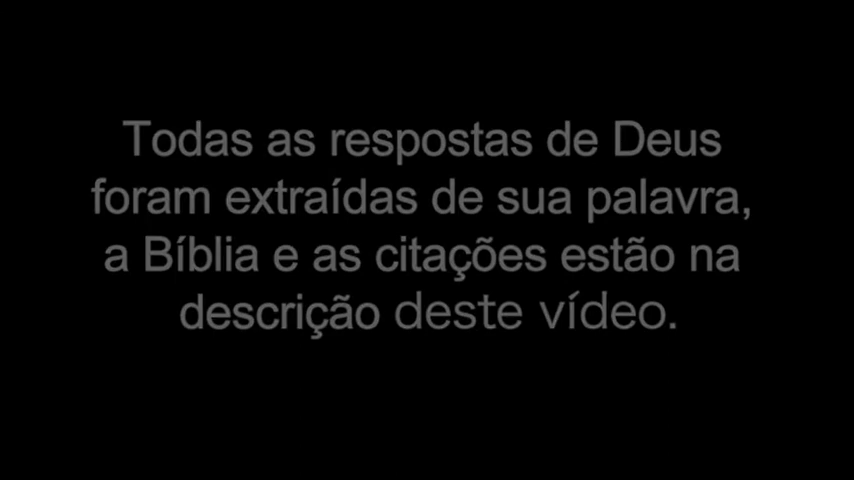 Todas as respostas de Deus
foram extraídas de sua palavra,
a Bíblia e as citações estão na
descrição deste vídeo.